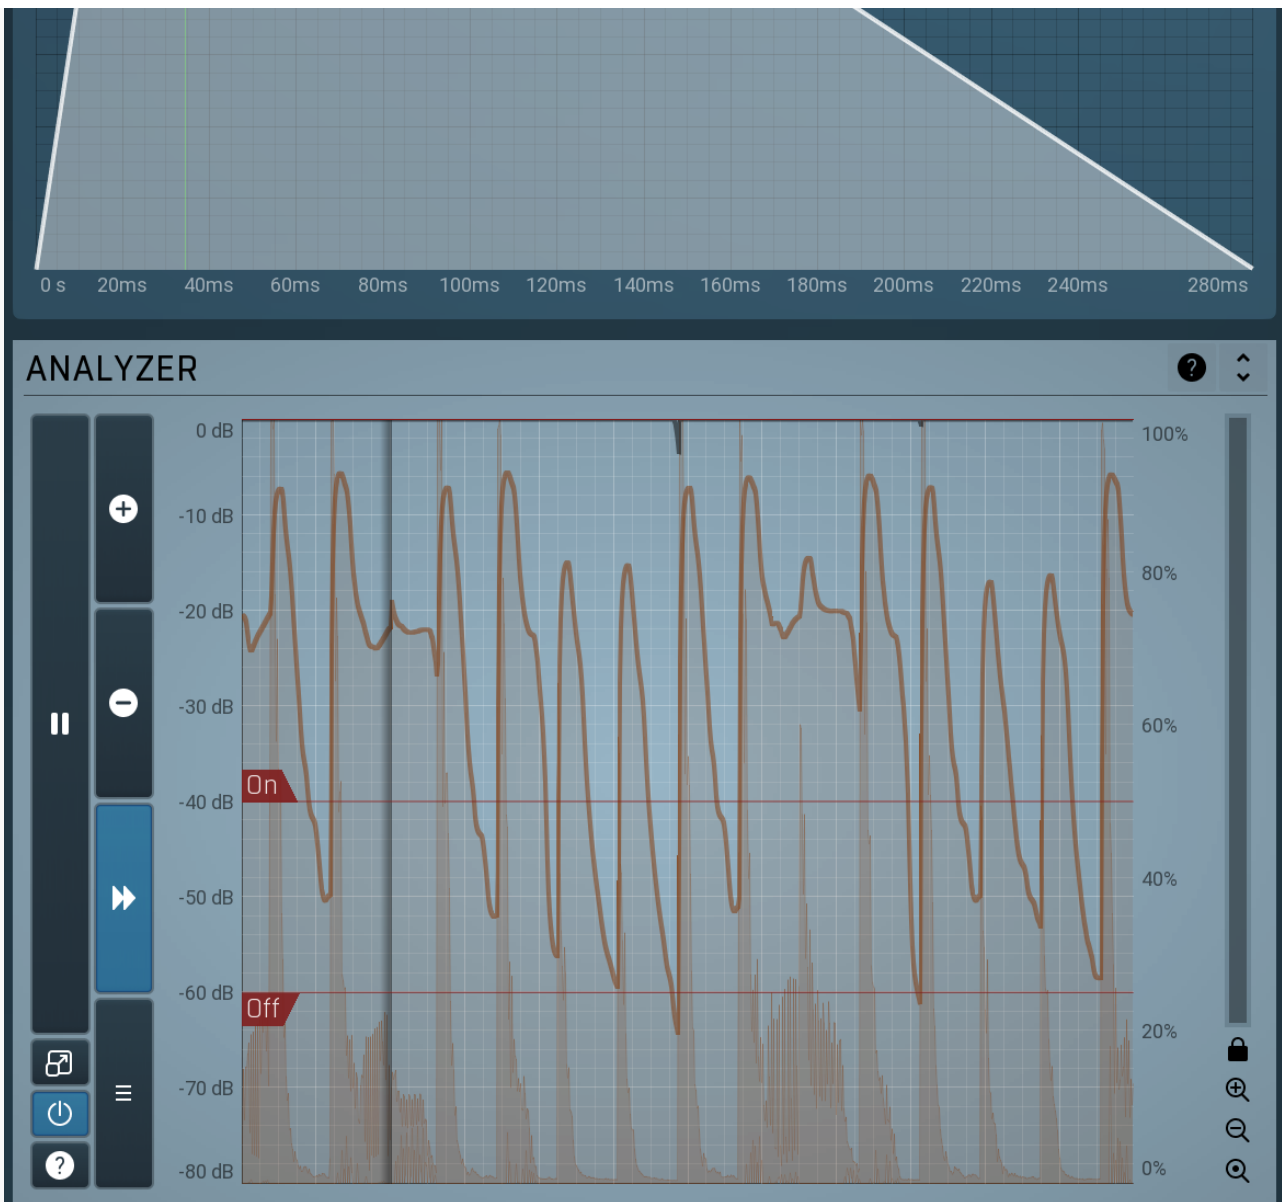 0 s 20ms 40ms 60ms 80ms 100ms 120ms 140ms 160ms 180ms 200ms 220ms 240ms 280ms
ANALYZER
?
0 dB
100%
-10 dB
80%
-20 dB
-30 dB
60%
On
-40 dB
40%
-50 dB
-60 dB
Off
20%
-70 dB
?
-80 dB
0%